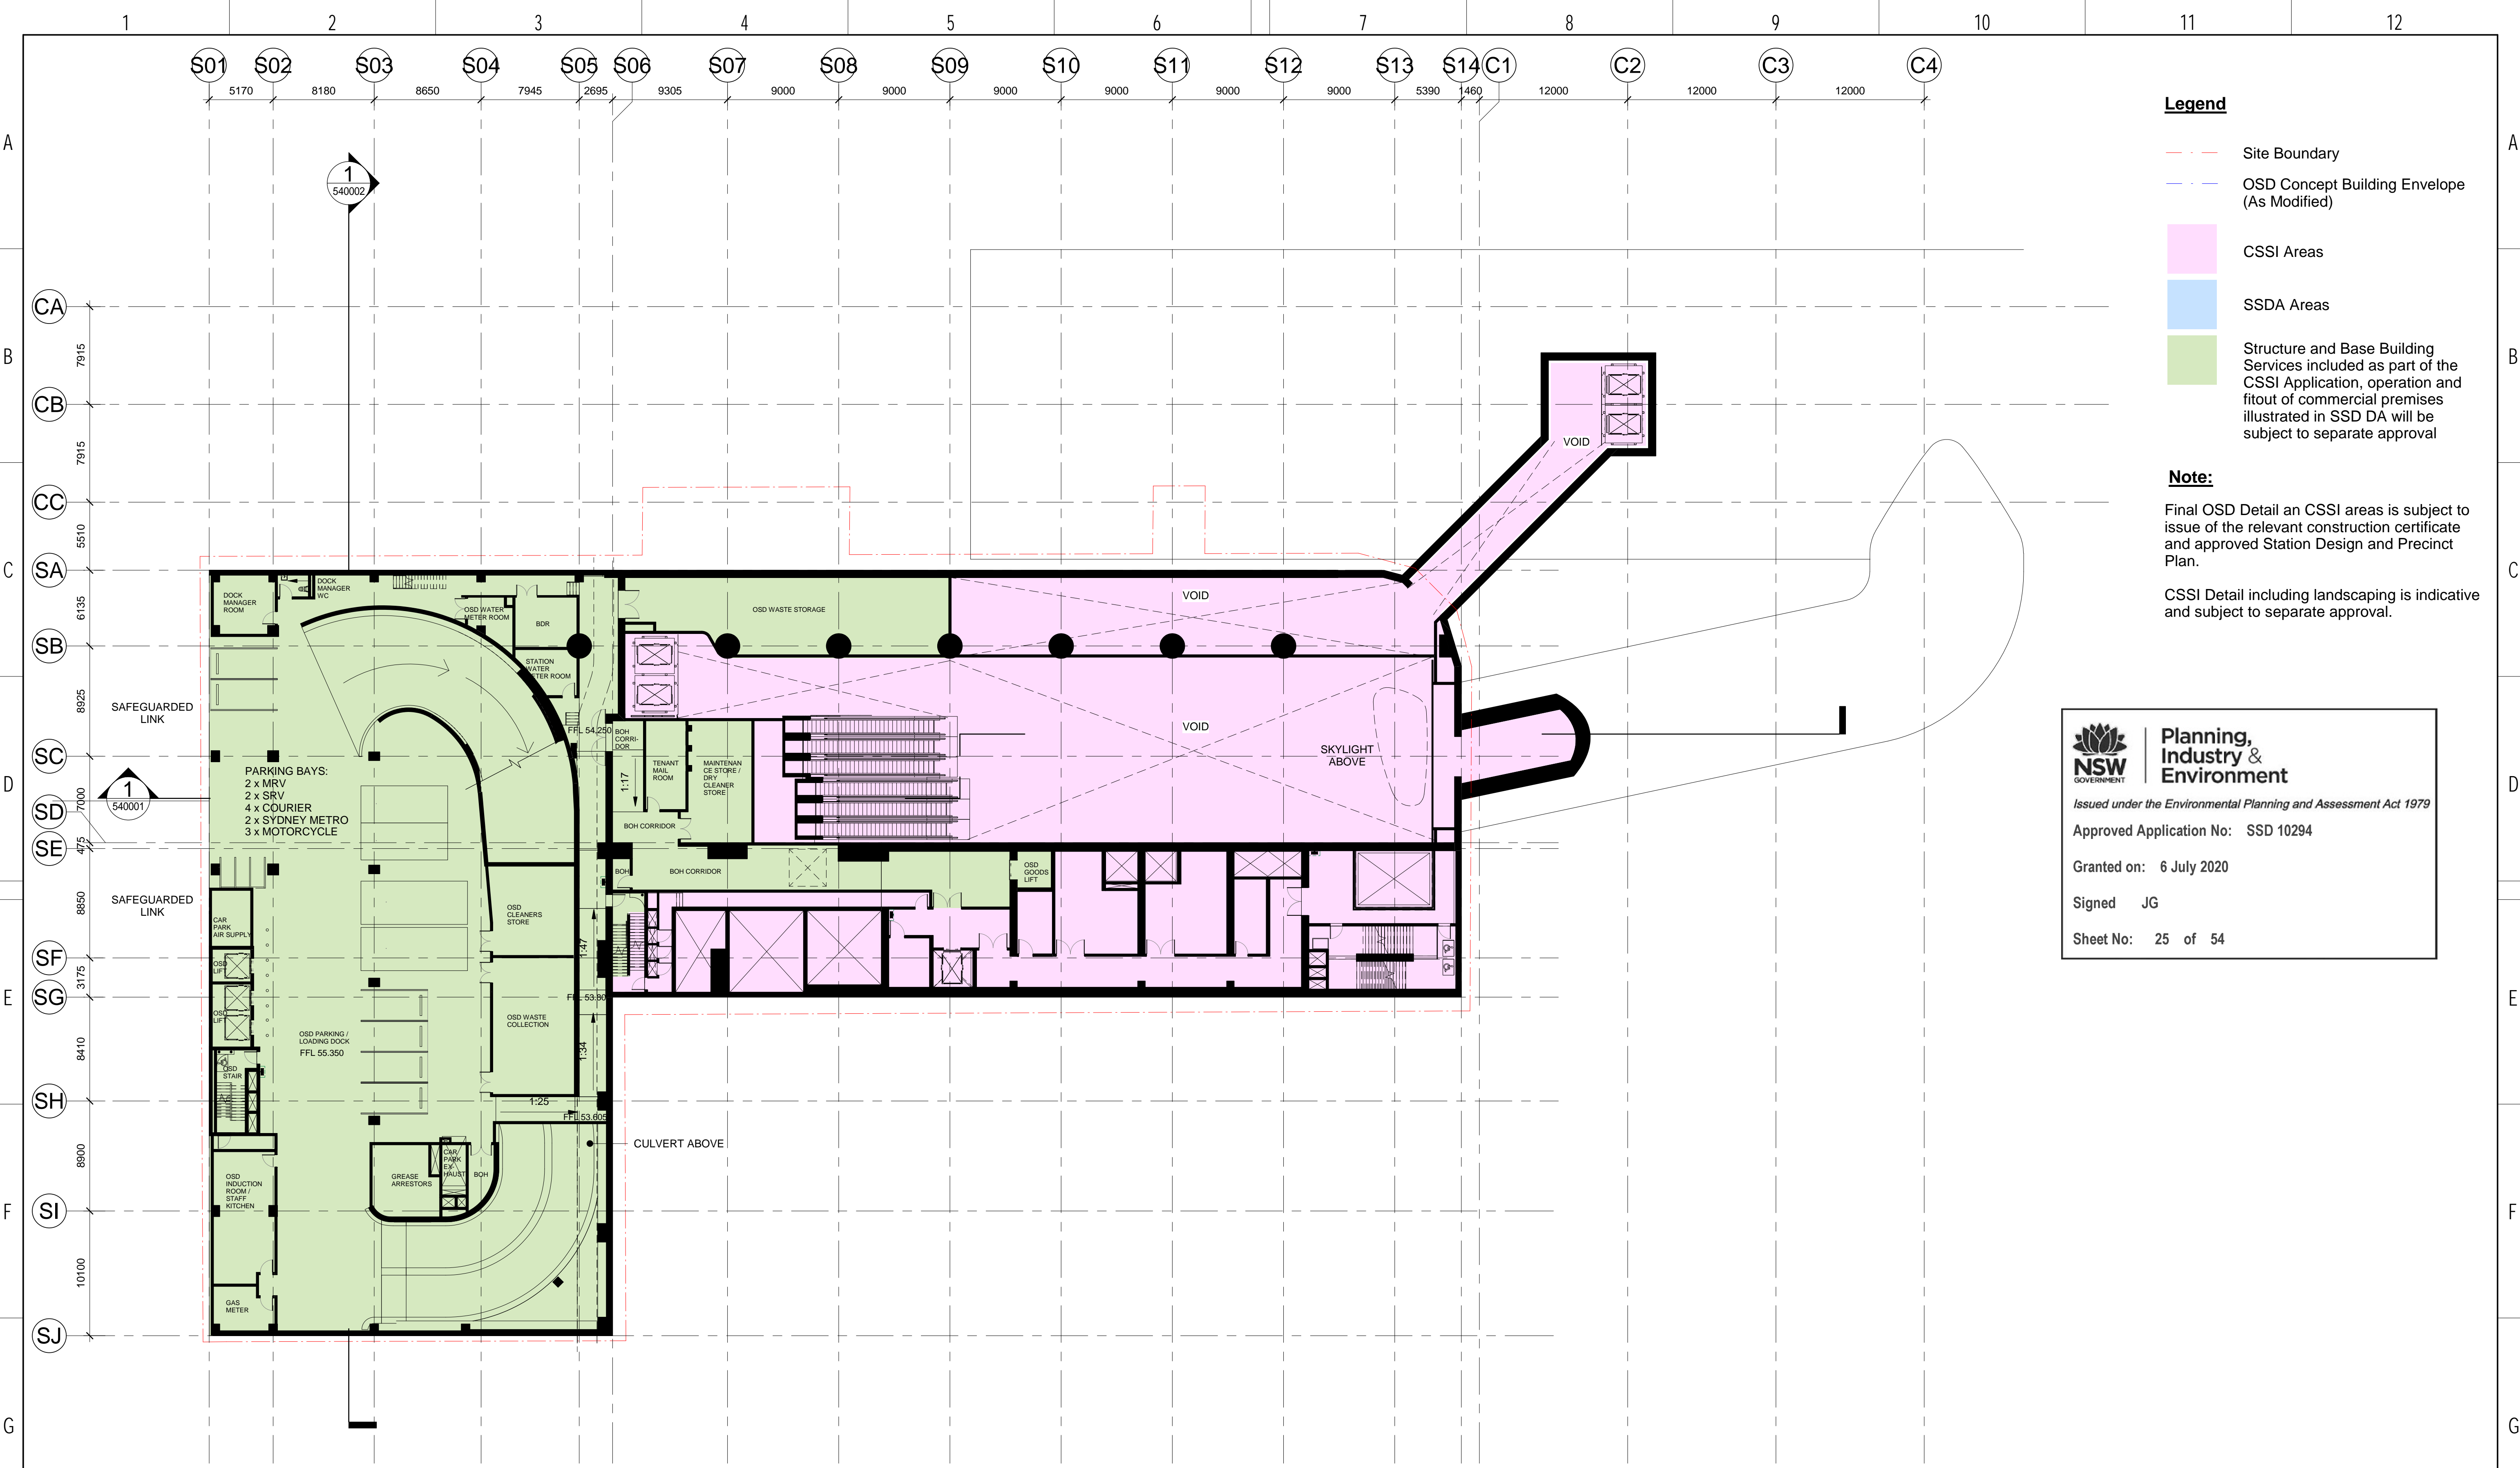 1 2 3 4 5 6 7 8 9 10 11 12
S01 S02 S03 S04 S05 S06 S07 S08 S09 S10 S11 S12 S13 S14 C1 C2 C3 C4
5170 8180 8650 7945 2695 9305 9000 9000 9000 9000 9000 9000 5390 1460 12000 12000 12000
A
B
C
D
E
F
G
A
B
C
D
E
F
G
CA
7915
CB
7915
CC
5510
SA
6135
SB
8925
SC
7000
SD
475
SE
8850
SF
3175
SG
8410
SH
8900
SI
10100
SJ
1
540002
1
540001
SAFEGUARDED
LINK
SAFEGUARDED
LINK
DOCK
MANAGER
ROOM
DOCK
MANAGER
WC
OSD WATER
METER ROOM
BDR
STATION
WATER
METER ROOM
OSD WASTE STORAGE
VOID
VOID
VOID
SKYLIGHT
ABOVE
FFL 54.250
BOH
CORRI-
DOR
1:17
TENANT
MAIL
ROOM
MAINTENAN
CE STORE /
DRY
CLEANER
STORE
BOH CORRIDOR
BOH
BOH CORRIDOR
OSD
GOODS
LIFT
PARKING BAYS:
2 x MRV
2 x SRV
4 x COURIER
2 x SYDNEY METRO
3 x MOTORCYCLE
CAR
PARK
AIR SUPPLY
OSD
LIFT
OSD
LIFT
OSD
STAIR
OSD
CLEANERS
STORE
1:47
OSD WASTE
COLLECTION
1:34
OSD PARKING /
LOADING DOCK
FFL 55.350
1:25
FFL 53.605
CULVERT ABOVE
CAR
PARK
EX-
HAUST
BOH
GREASE
ARRESTORS
OSD
INDUCTION
ROOM /
STAFF
KITCHEN
GAS
METER
Legend
Site Boundary
OSD Concept Building Envelope
(As Modified)
CSSI Areas
SSDA Areas
Structure and Base Building
Services included as part of the
CSSI Application, operation and
fitout of commercial premises
illustrated in SSD DA will be
subject to separate approval
Note:
Final OSD Detail an CSSI areas is subject to
issue of the relevant construction certificate
and approved Station Design and Precinct
Plan.
CSSI Detail including landscaping is indicative
and subject to separate approval.
NSW
GOVERNMENT
Planning,
Industry &
Environment
Issued under the Environmental Planning and Assessment Act 1979
Approved Application No: SSD 10294
Granted on: 6 July 2020
Signed JG
Sheet No: 25 of 54